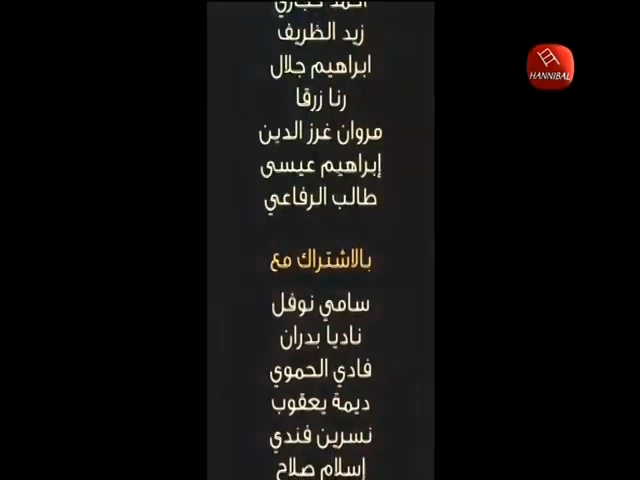 زيد الظريف
ابراهيم جلال
رنا زرقا
مروان غرز الدين
إبراهيم عيسى
طالب الرفاعي
بالاشتراك مع
سامي نوفل
ناديا بدران
فادي الحموي
ديمة يعقوب
نسرين فندي
إسلام صلاح
HANNIBAL